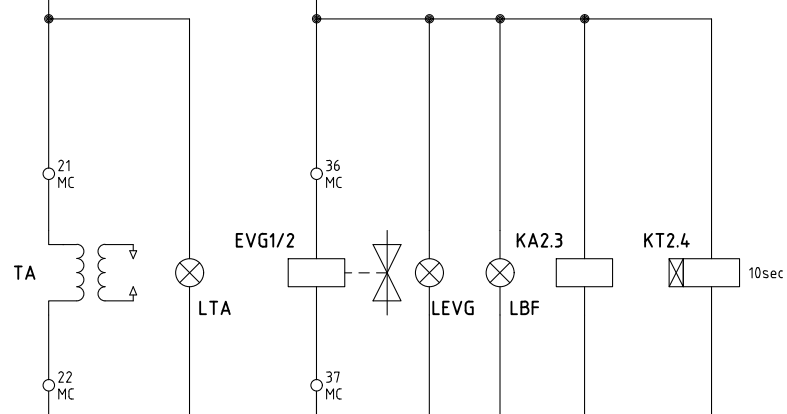 21
MC
36
MC
EVG1/2
KA2.3
KT2.4
TA
10sec
LTA
LEVG
LBF
22
MC
37
MC